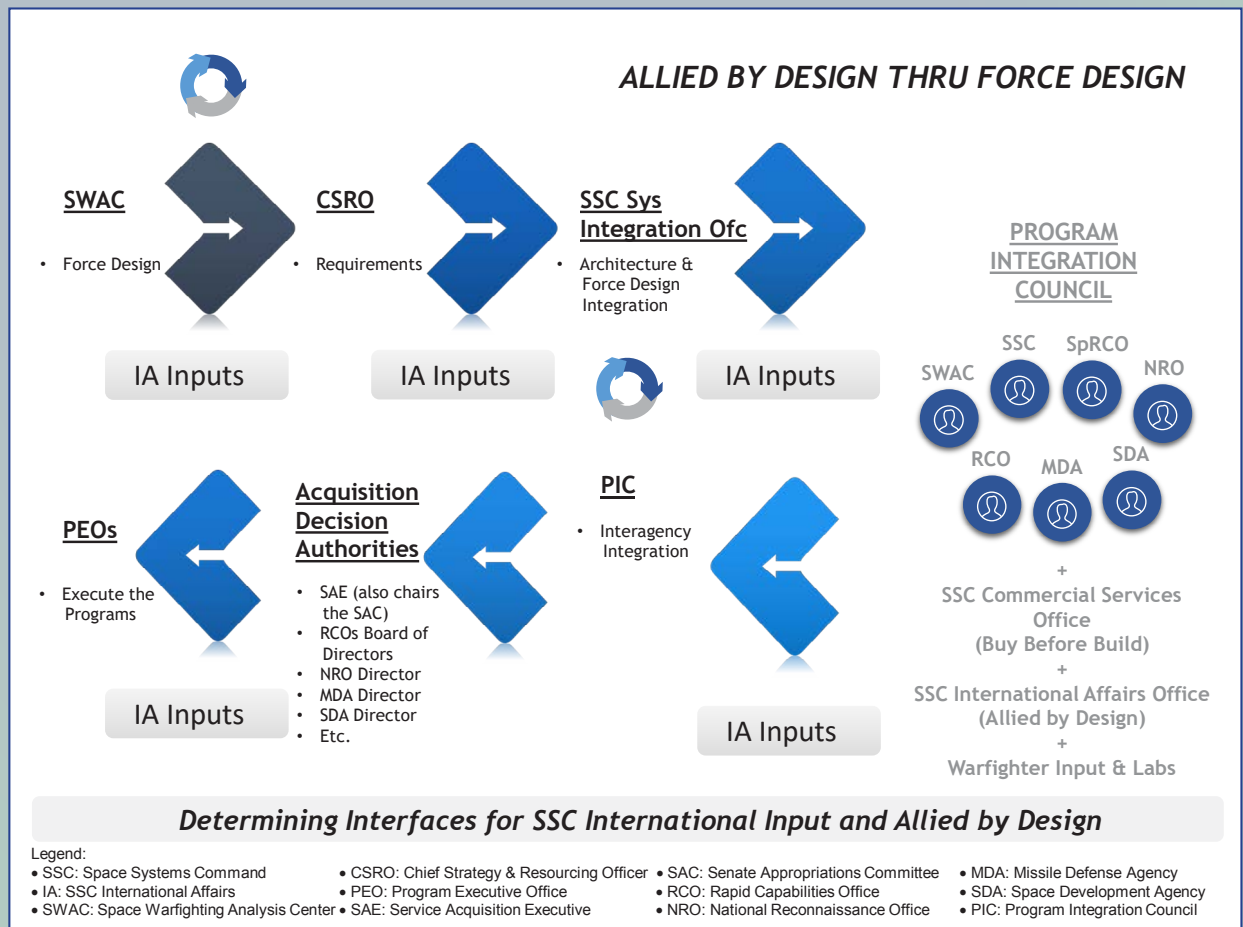 ALLIED BY DESIGN THRU FORCE DESIGN
SWAC
• Force Design
IA Inputs
CSRO
• Requirements
IA Inputs
SSC Sys
Integration Ofc
• Architecture &
Force Design
Integration
IA Inputs
PIC
• Interagency
Integration
IA Inputs
Acquisition
Decision
Authorities
• SAE (also chairs
the SAC)
• RCOs Board of
Directors
• NRO Director
• MDA Director
• SDA Director
• Etc.
PEOs
• Execute the
Programs
IA Inputs
PROGRAM
INTEGRATION
COUNCIL
SWAC
SSC
SpRCO
NRO
RCO
MDA
SDA
+
SSC Commercial Services
Office
(Buy Before Build)
+
SSC International Affairs Office
(Allied by Design)
+
Warfighter Input & Labs
Determining Interfaces for SSC International Input and Allied by Design
Legend:
• SSC: Space Systems Command
• IA: SSC International Affairs
• SWAC: Space Warfighting Analysis Center
• CSRO: Chief Strategy & Resourcing Officer
• PEO: Program Executive Office
• SAE: Service Acquisition Executive
• SAC: Senate Appropriations Committee
• RCO: Rapid Capabilities Office
• NRO: National Reconnaissance Office
• MDA: Missile Defense Agency
• SDA: Space Development Agency
• PIC: Program Integration Council